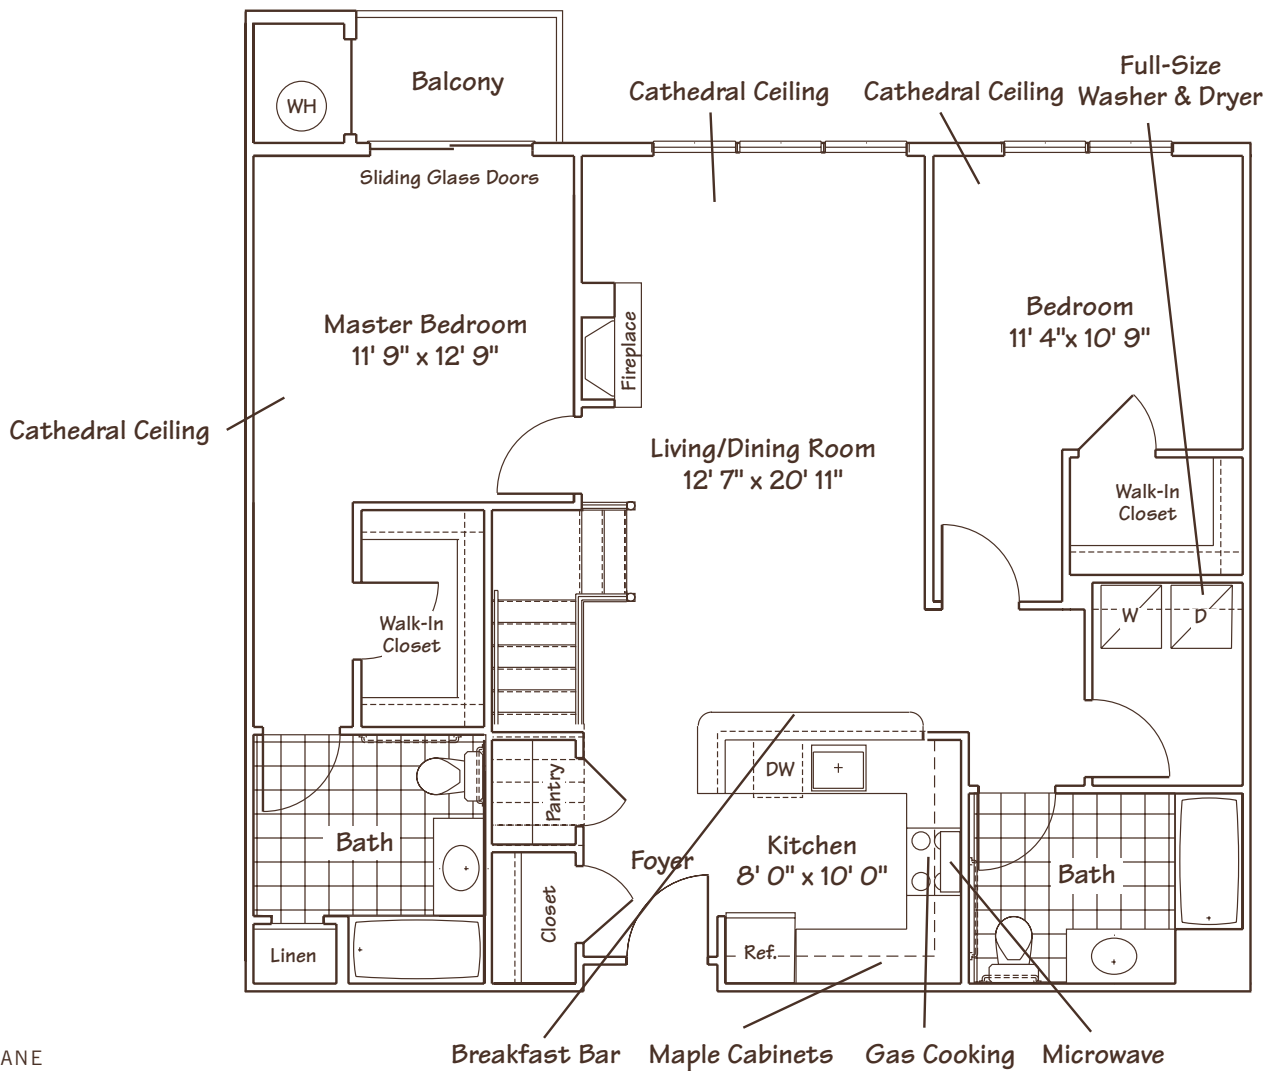 Full-Size
Washer & Dryer
Cathedral Ceiling
Cathedral Ceiling
Balcony
WH
Sliding Glass Doors
Master Bedroom
11' 9" x 12' 9"
Fireplace
Bedroom
11' 4"x 10' 9"
Cathedral Ceiling
Living/Dining Room
12' 7" x 20' 11"
Walk-In
Closet
Walk-In
Closet
W
D
DW
Pantry
Bath
Foyer
Kitchen
8' 0" x 10' 0"
Bath
Closet
Linen
Ref.
Breakfast Bar
Maple Cabinets
Gas Cooking
Microwave
ANE